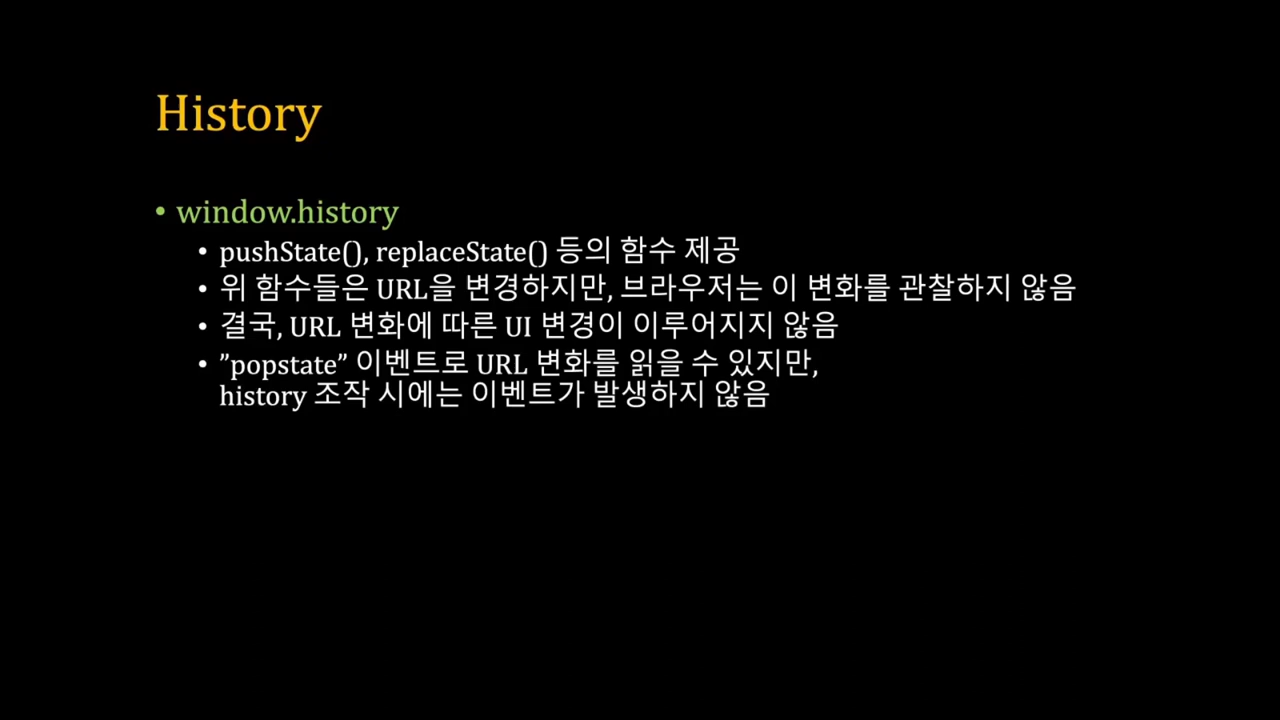 History
• window.history
• pushState(), replaceState() 등의 함수 제공
• 위 함수들은 URL을 변경하지만, 브라우저는 이 변화를 관찰하지 않음
• 결국, URL 변화에 따른 UI 변경이 이루어지지 않음
• ”popstate” 이벤트로 URL 변화를 읽을 수 있지만,
history 조작 시에는 이벤트가 발생하지 않음